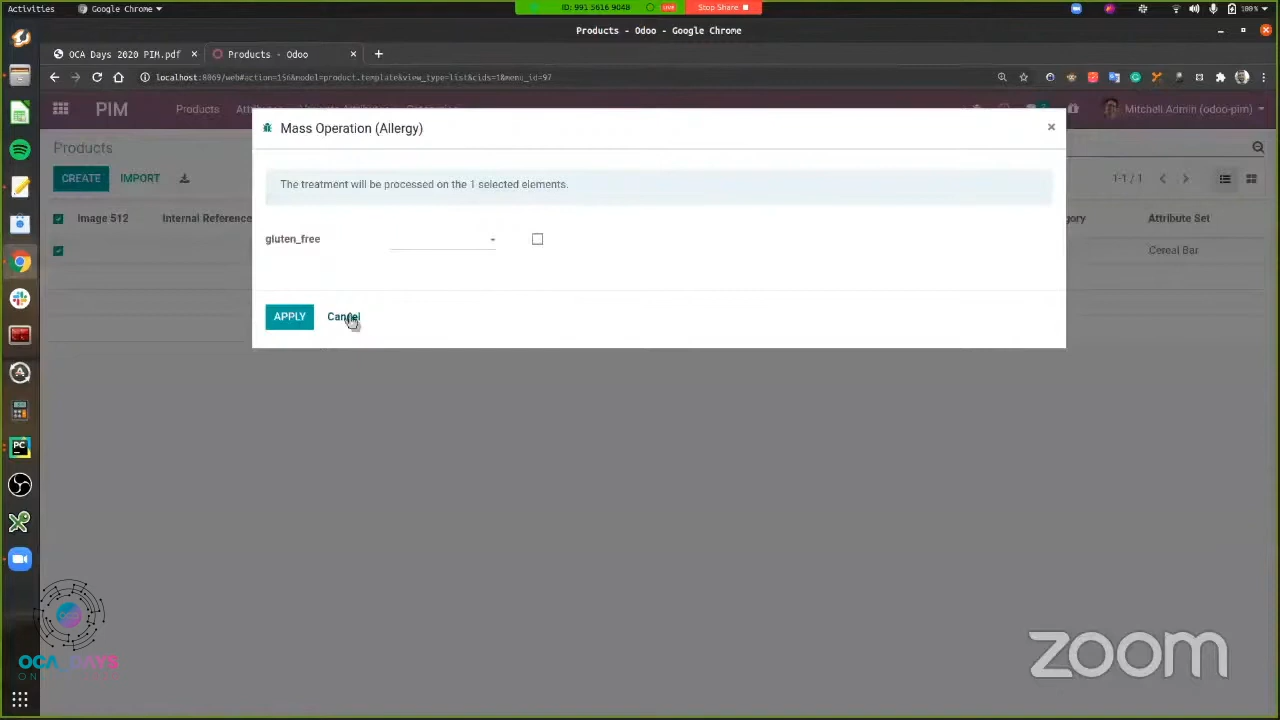 Activities
Google Chrome
ID: 991 5616 9048
LIVE
Stop Share
100%
Products - Odoo - Google Chrome
OCA Days 2020 PIM.pdf
Products - Odoo
localhost:8069/web#action=156&model=product.template&view_type=list&cids=1&menu_id=97
PIM
Products
Mitchell Admin (odoo-pim)
Mass Operation (Allergy)
Products
CREATE
IMPORT
The treatment will be processed on the 1 selected elements.
1-1 / 1
Image 512
Internal Reference
Attribute Set
gluten_free
Cereal Bar
APPLY
Cancel
PC
OCA DAYS
zoom